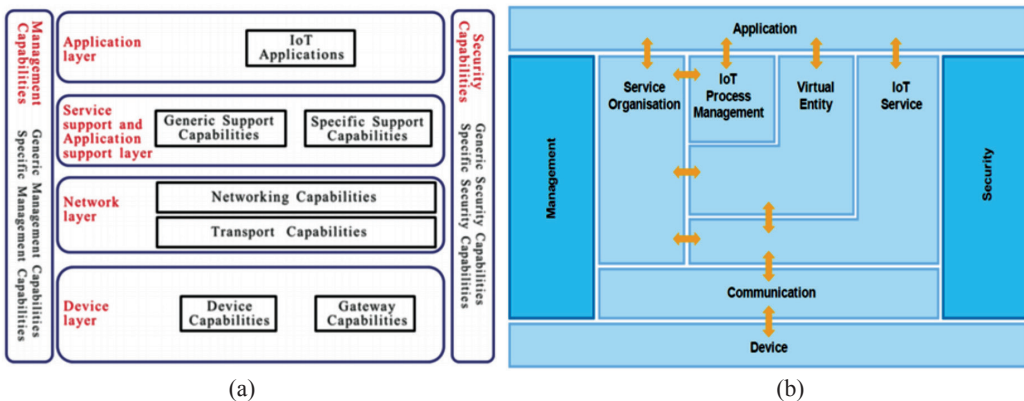 Management
Capabilities
Generic Management Capabilities
Specific Management Capabilities
Application
layer
IoT
Applications
Service
support and
Application
support layer
Generic Support
Capabilities
Specific Support
Capabilities
Network
layer
Networking Capabilities
Transport Capabilities
Device
layer
Device
Capabilities
Gateway
Capabilities
Security
Capabilities
Generic Security Capabilities
Specific Security Capabilities
(a)
Application
Management
Service
Organisation
IoT
Process
Management
Virtual
Entity
IoT
Service
Security
Communication
Device
(b)